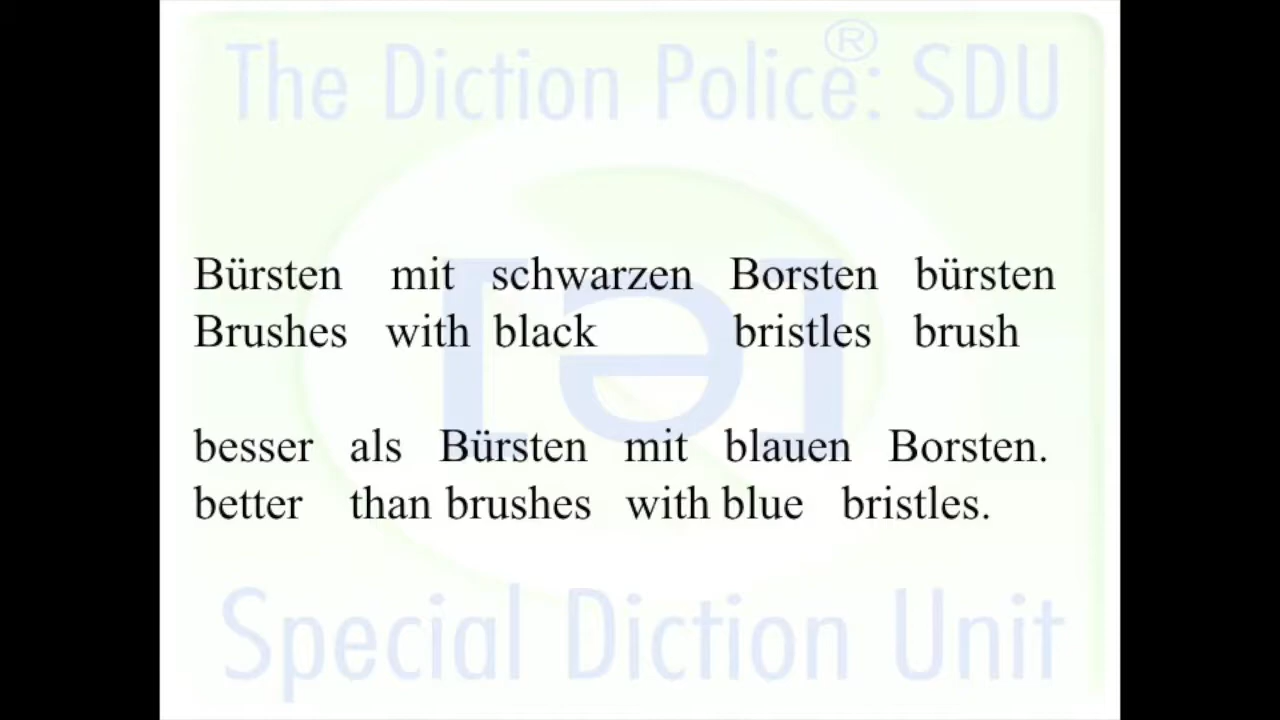 The Diction Police®: SDU
Bürsten mit schwarzen Borsten bürsten
Brushes with black bristles brush
besser als Bürsten mit blauen Borsten.
better than brushes with blue bristles.
[ə]
Special Diction Unit